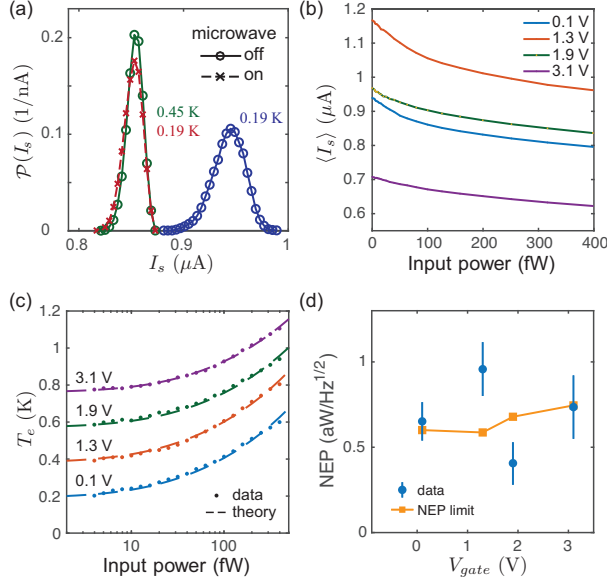 (a)
microwave
off
on
0.45 K
0.19 K
0.19 K
0.2
0.1
0
P(I_s) (1/nA)
0.8
0.9
1
I_s (μA)
(b)
0.1 V
1.3 V
1.9 V
3.1 V
1.2
1.1
1
0.9
0.8
0.7
0.6
⟨I_s⟩ (μA)
0
100
200
300
400
Input power (fW)
(c)
3.1 V
1.9 V
1.3 V
0.1 V
data
theory
1.2
1
0.8
0.6
0.4
0.2
0
T_e (K)
10
100
Input power (fW)
(d)
data
NEP limit
1
0.5
0
NEP (aW/Hz^1/2)
0
1
2
3
V_gate (V)